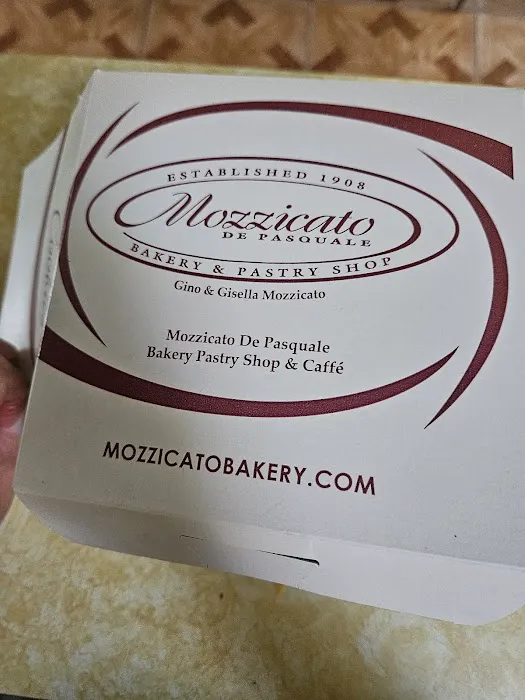 ESTABLISHED 1908
Mozzicato
DE PASQUALE
BAKERY & PASTRY SHOP
Gino & Gisella Mozzicato
Mozzicato De Pasquale
Bakery Pastry Shop & Caffé
MOZZICATOBAKERY.COM